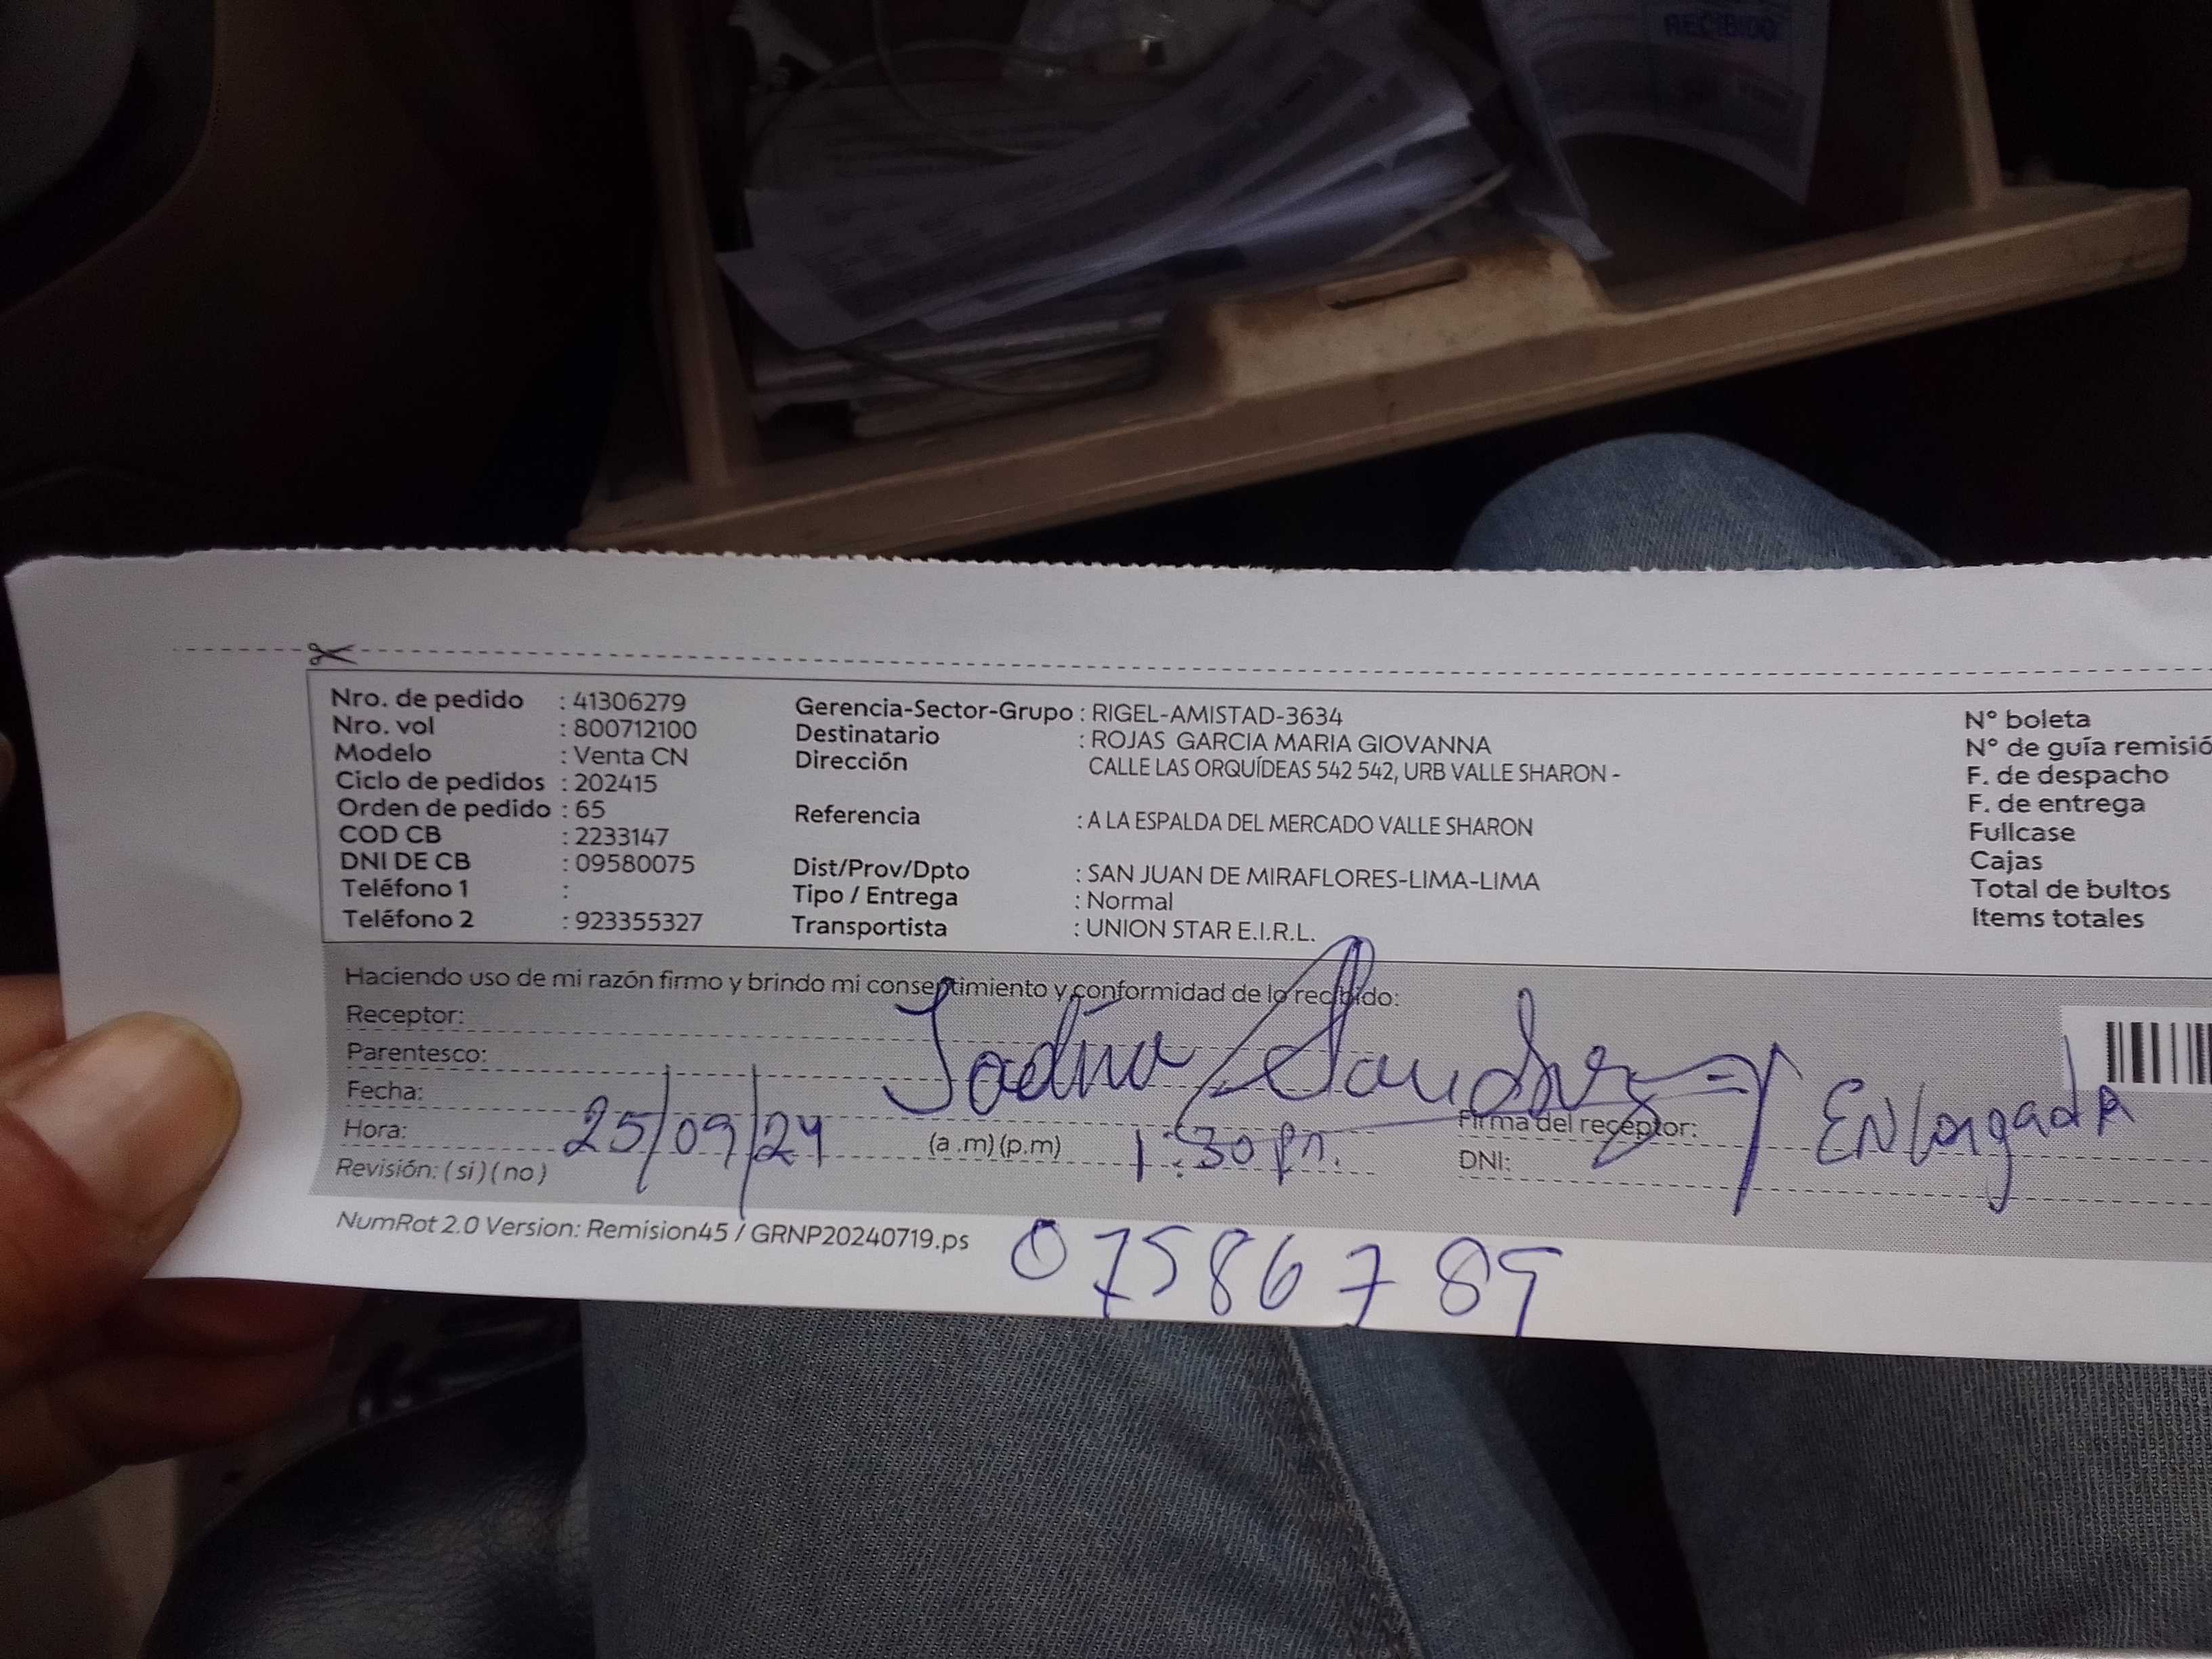 RECIBIDO
Nro. de pedido : 41306279
Nro. vol : 800712100
Modelo : Venta CN
Ciclo de pedidos : 202415
Orden de pedido : 65
COD CB : 2233147
DNI DE CB : 09580075
Teléfono 1 :
Teléfono 2 : 923355327
Gerencia-Sector-Grupo : RIGEL-AMISTAD-3634
Destinatario : ROJAS GARCIA MARIA GIOVANNA
Dirección CALLE LAS ORQUÍDEAS 542 542, URB VALLE SHARON -
Referencia : A LA ESPALDA DEL MERCADO VALLE SHARON
Dist/Prov/Dpto : SAN JUAN DE MIRAFLORES-LIMA-LIMA
Tipo / Entrega : Normal
Transportista : UNION STAR E.I.R.L.
N° boleta
N° de guía remisió
F. de despacho
F. de entrega
Fullcase
Cajas
Total de bultos
Items totales
Haciendo uso de mi razón firmo y brindo mi consentimiento y conformidad de lo recibido:
Receptor:
Parentesco:
Fecha:
Hora: 25/09/24 (a .m) (p.m) 1:30 pm.
Revisión: ( si ) ( no )
Firma del receptor:
DNI:
NumRot 2.0 Version: Remision45 / GRNP20240719.ps